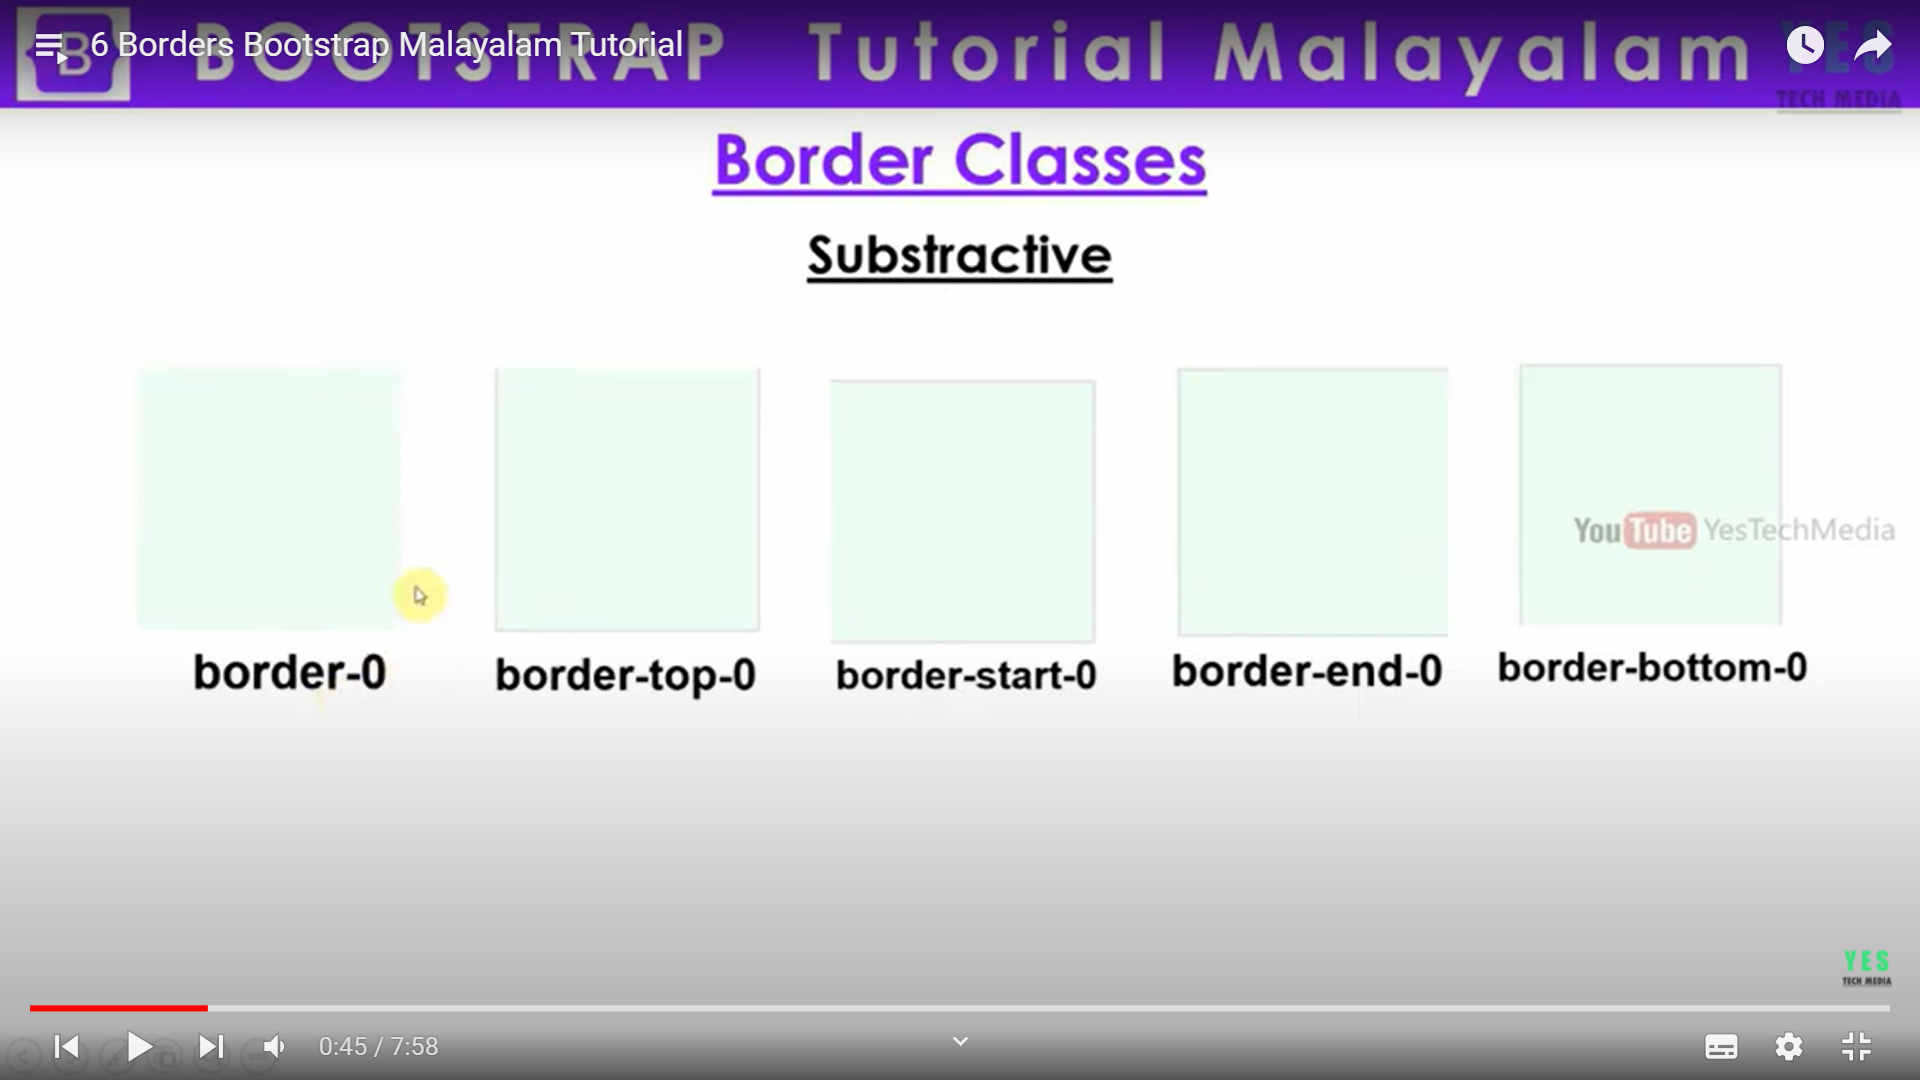 6 Borders Bootstrap Malayalam Tutorial
B BOOTSTRAP Tutorial Malayalam YES
TECH MEDIA
Border Classes
Substractive
YouTube YesTechMedia
border-0 border-top-0 border-start-0 border-end-0 border-bottom-0
YES
TECH MEDIA
0:45 / 7:58